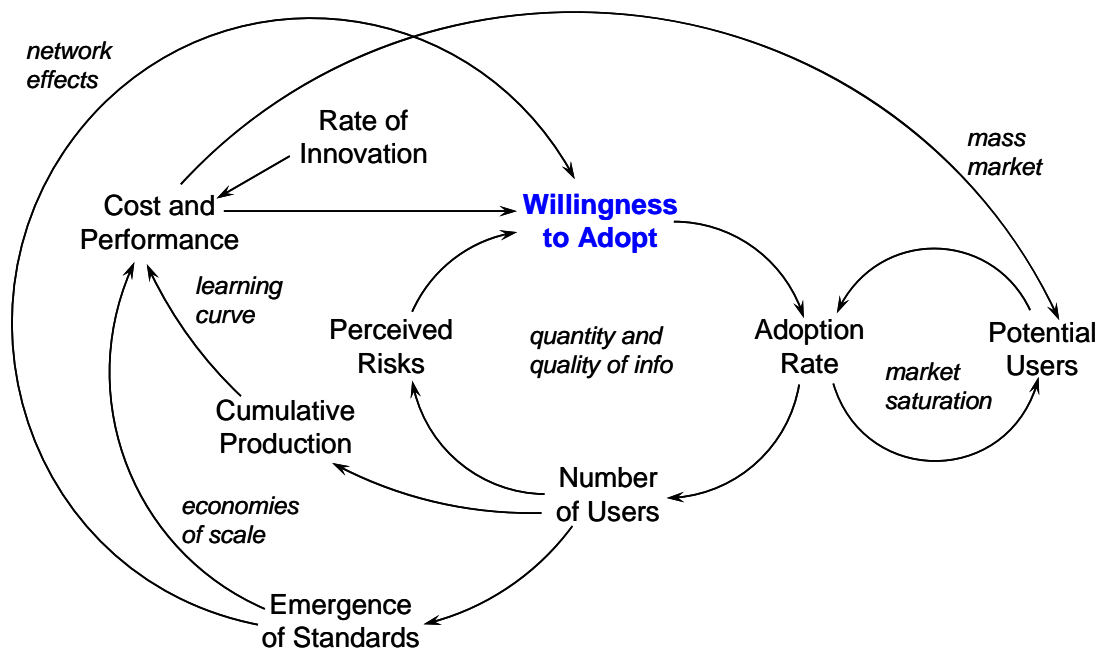 network
effects
Rate of
Innovation
mass
market
Cost and
Performance
Willingness
to Adopt
learning
curve
Perceived
Risks
quantity and
quality of info
Adoption
Rate
Potential
Users
market
saturation
Cumulative
Production
Number
of Users
economies
of scale
Emergence
of Standards